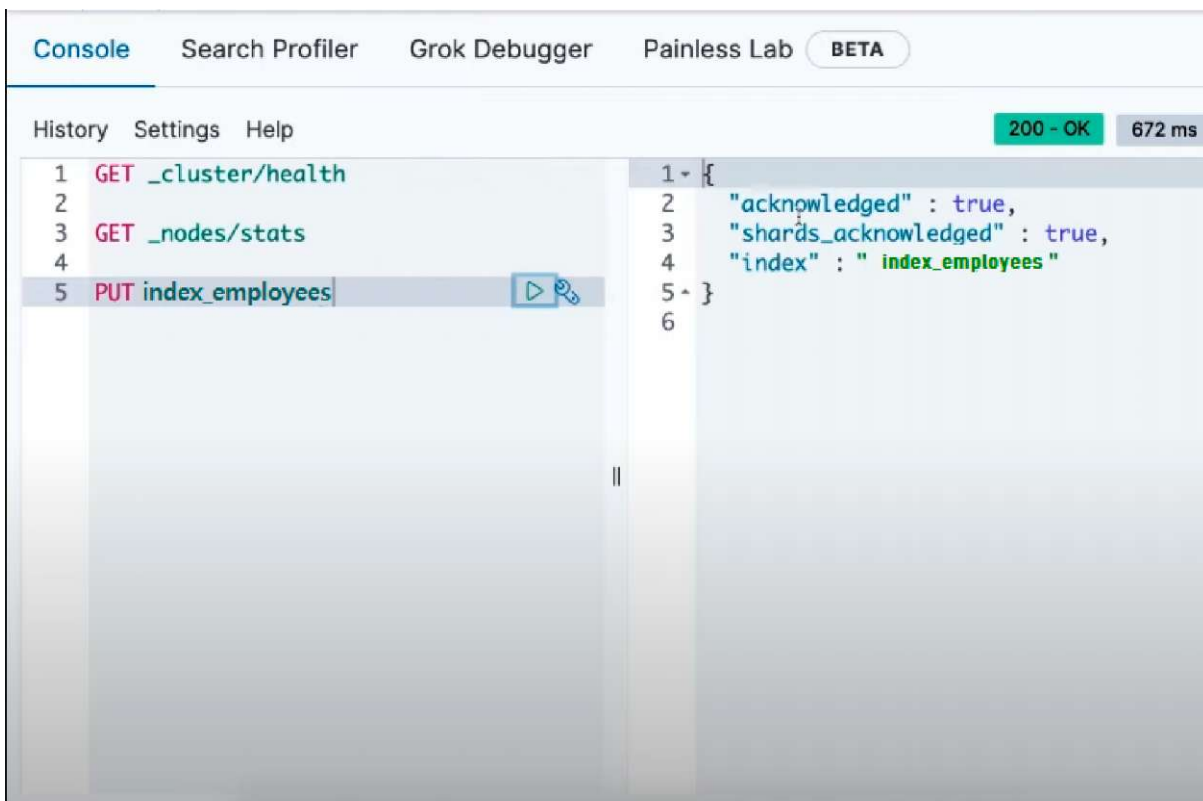 Console Search Profiler Grok Debugger Painless Lab BETA
History Settings Help 200 - OK 672 ms
1 GET _cluster/health
2
3 GET _nodes/stats
4
5 PUT index_employees
1 {
2 "acknowledged" : true,
3 "shards_acknowledged" : true,
4 "index" : " index_employees "
5 }
6